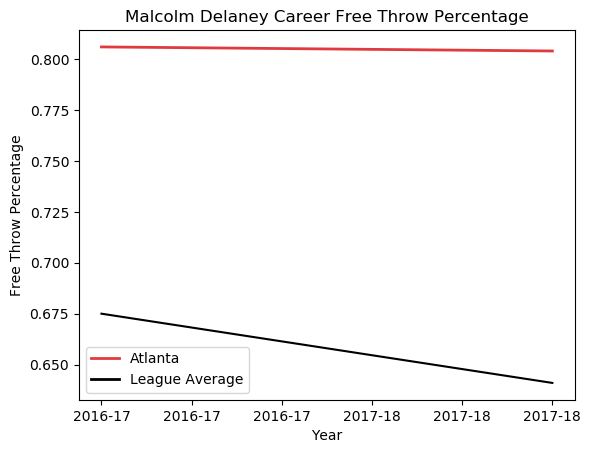 Malcolm Delaney Career Free Throw Percentage
Free Throw Percentage
0.800
0.775
0.750
0.725
0.700
0.675
0.650
Atlanta
League Average
2016-17 2016-17 2016-17 2017-18 2017-18 2017-18
Year